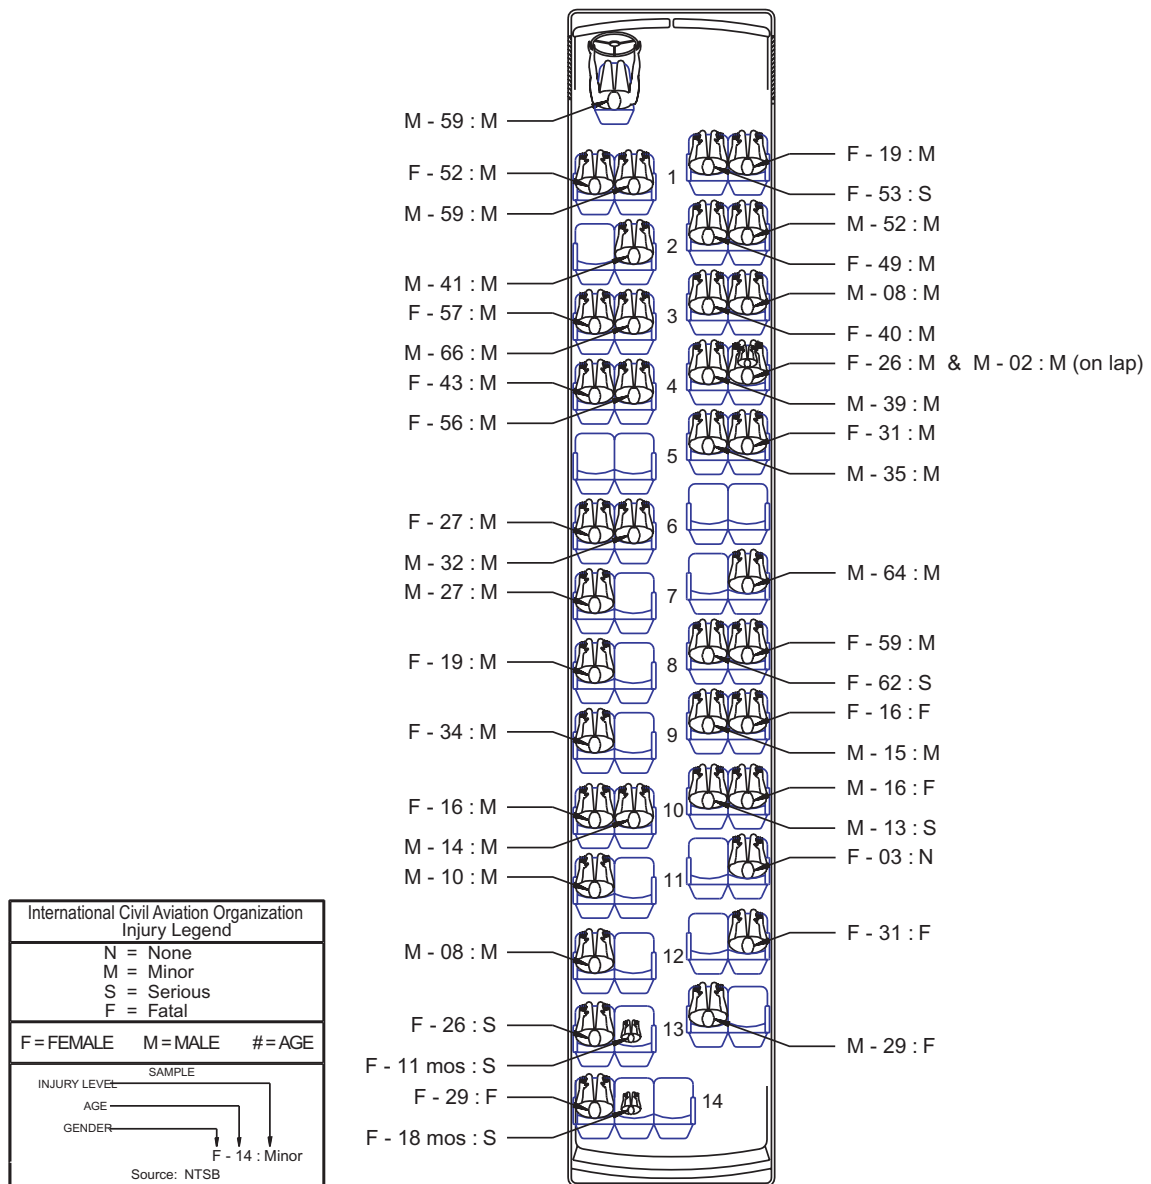 M - 59 : M
F - 52 : M
M - 59 : M
1
F - 19 : M
F - 53 : S
M - 41 : M
2
M - 52 : M
F - 49 : M
F - 57 : M
M - 66 : M
3
M - 08 : M
F - 40 : M
F - 43 : M
F - 56 : M
4
F - 26 : M & M - 02 : M (on lap)
M - 39 : M
5
F - 31 : M
M - 35 : M
F - 27 : M
M - 32 : M
6
M - 27 : M
7
M - 64 : M
F - 19 : M
8
F - 59 : M
F - 62 : S
F - 34 : M
9
F - 16 : F
M - 15 : M
F - 16 : M
M - 14 : M
10
M - 16 : F
M - 13 : S
M - 10 : M
11
F - 03 : N
M - 08 : M
12
F - 31 : F
F - 26 : S
F - 11 mos : S
13
M - 29 : F
F - 29 : F
F - 18 mos : S
14
International Civil Aviation Organization
Injury Legend
N = None
M = Minor
S = Serious
F = Fatal
F = FEMALE M = MALE # = AGE
SAMPLE
INJURY LEVEL
AGE
GENDER
F - 14 : Minor
Source: NTSB